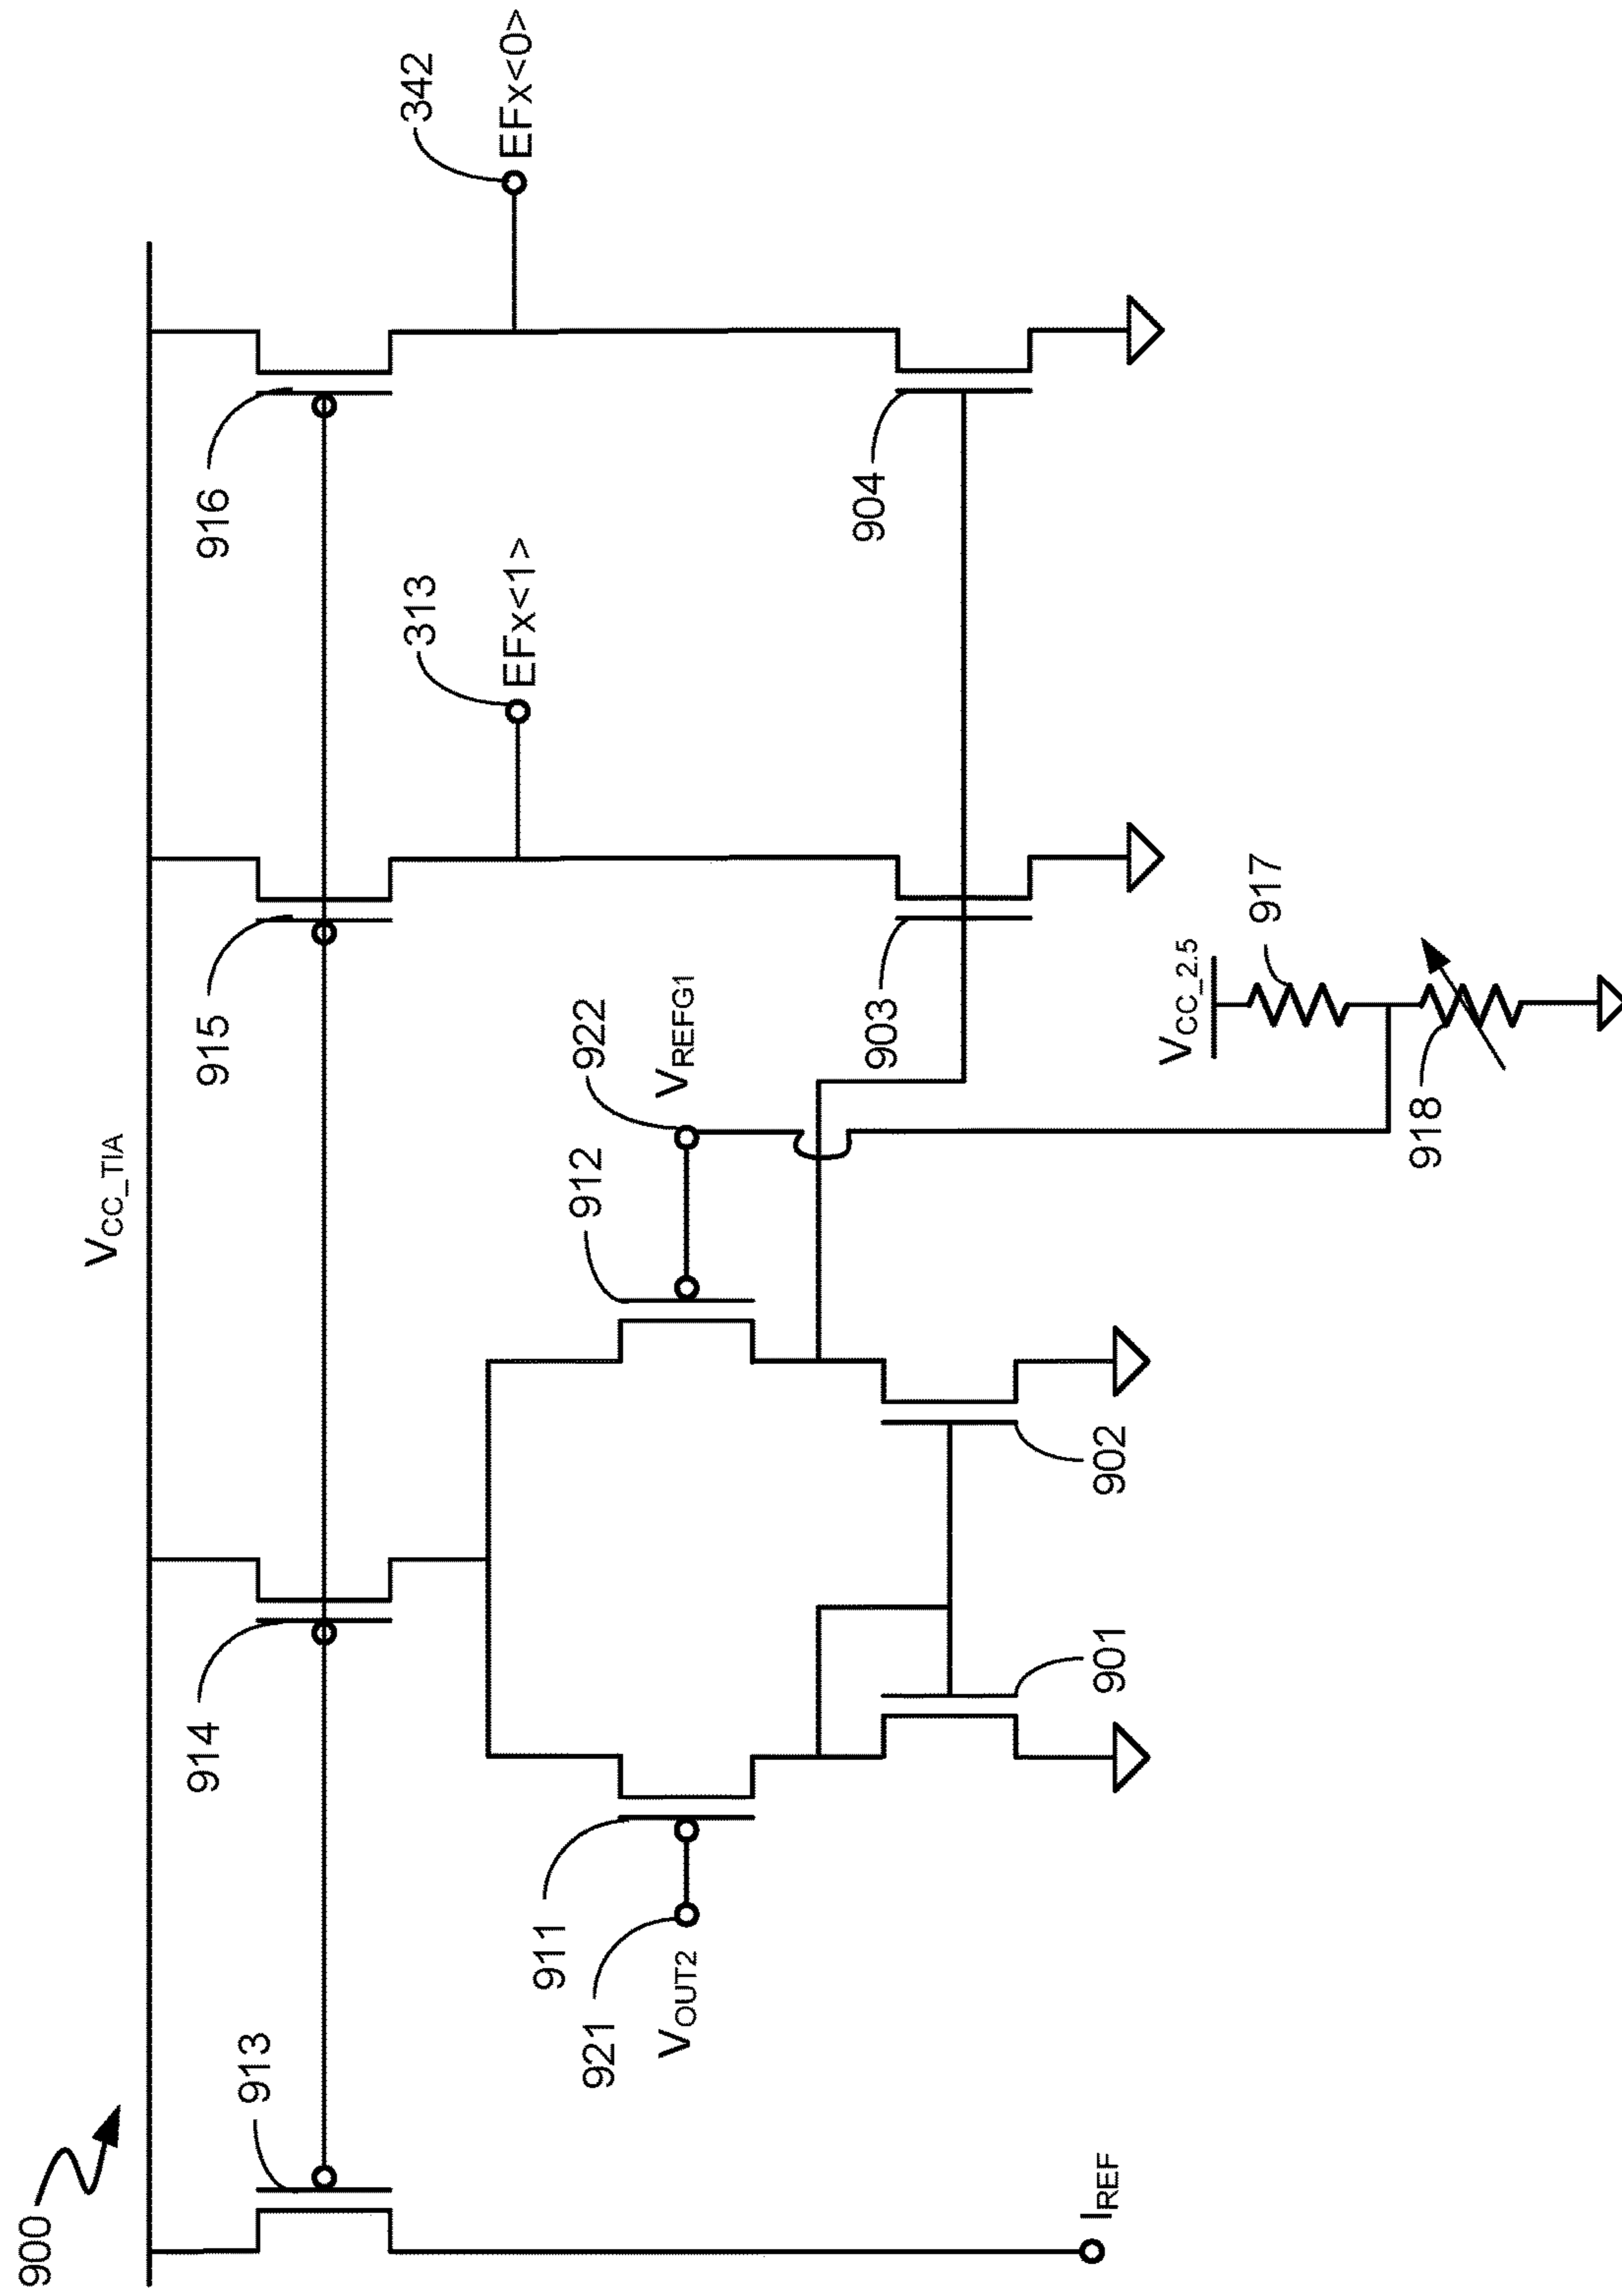 900
V_CC_TIA
913
914
915
916
342
EFx<0>
313
EFx<1>
911
921
V_OUT2
912
922
V_REFG1
901
902
903
904
V_CC_2.5
917
918
I_REF